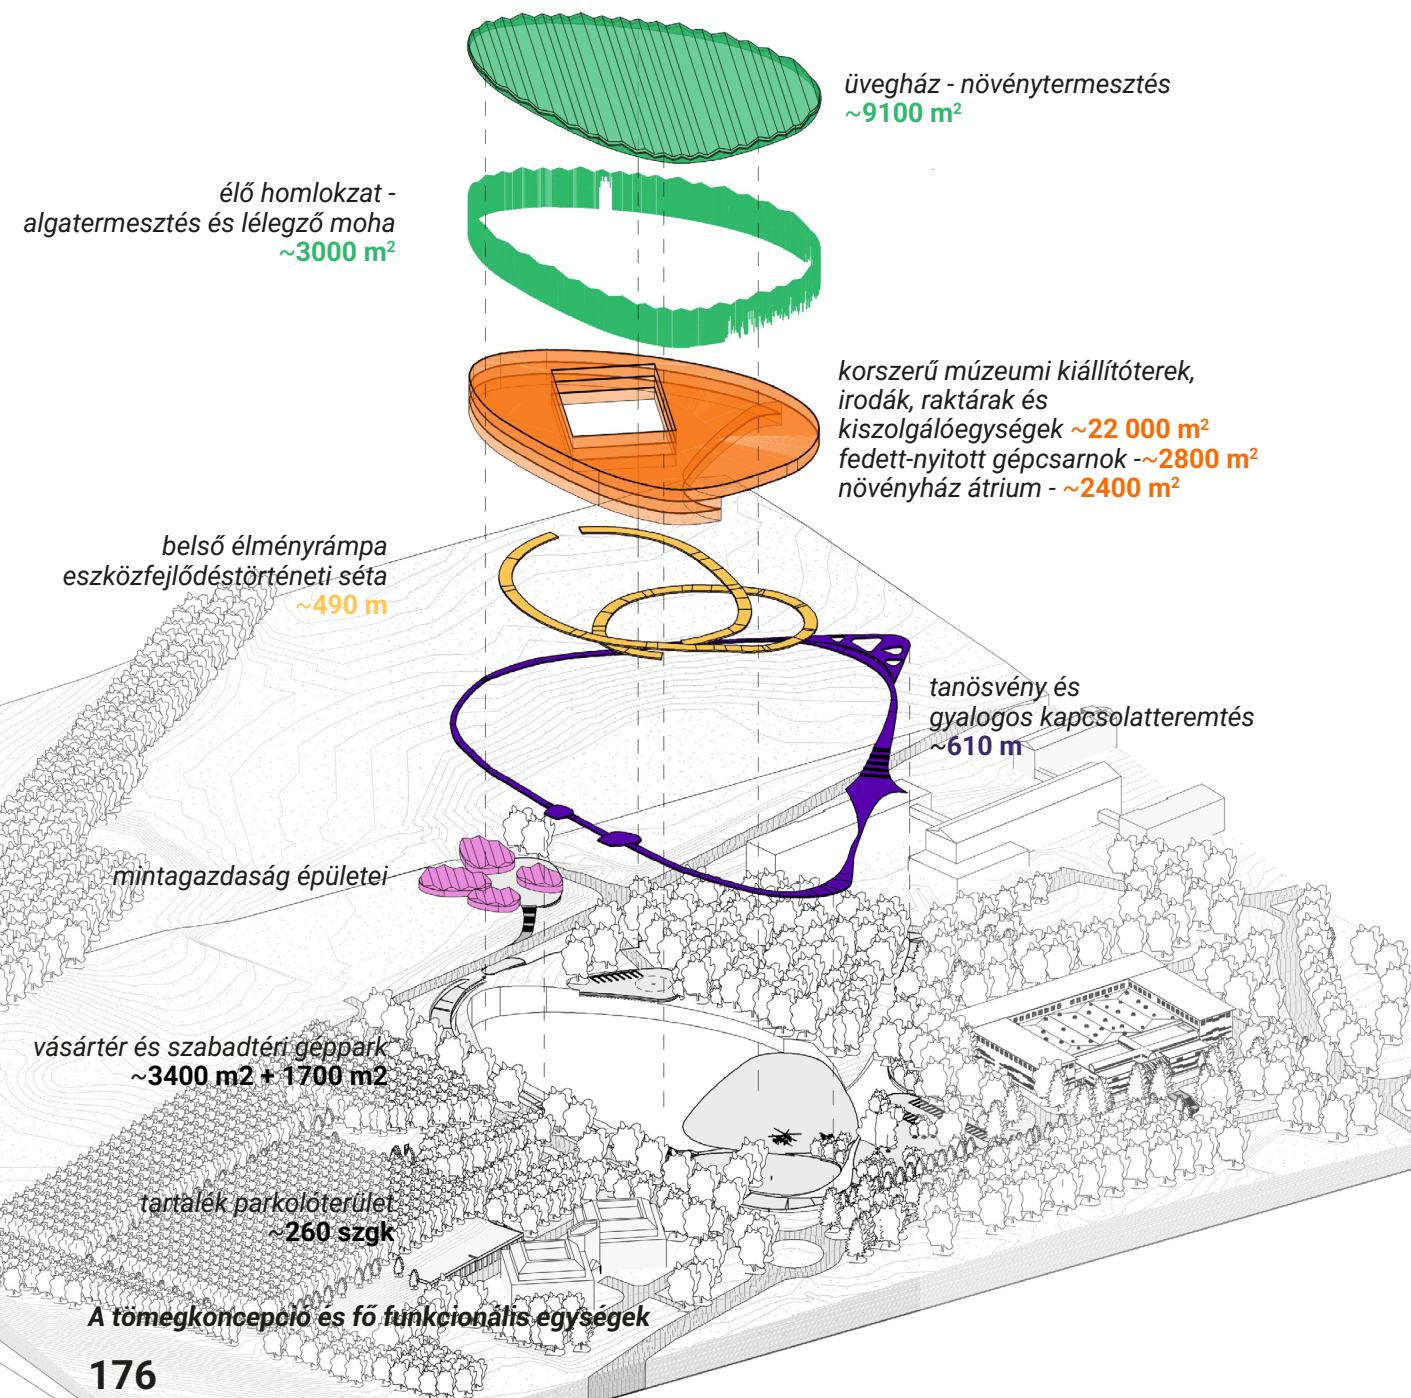 üvegház - növénytermesztés
~9100 m²
élő homlokzat -
algatermesztés és lélegző moha
~3000 m²
korszerű múzeumi kiállítóterek,
irodák, raktárak és
kiszolgálóegységek ~22 000 m²
fedett-nyitott gépcsarnok -~2800 m²
növényház átrium - ~2400 m²
belső élményrámpa
eszközfejlődéstörténeti séta
~490 m
tanösvény és
gyalogos kapcsolatteremtés
~610 m
mintagazdaság épületei
vásártér és szabadtéri géppark
~3400 m2 + 1700 m2
tartalék parkolóterület
~260 szgk
A tömegkoncepció és fő funkcionális egységek
176